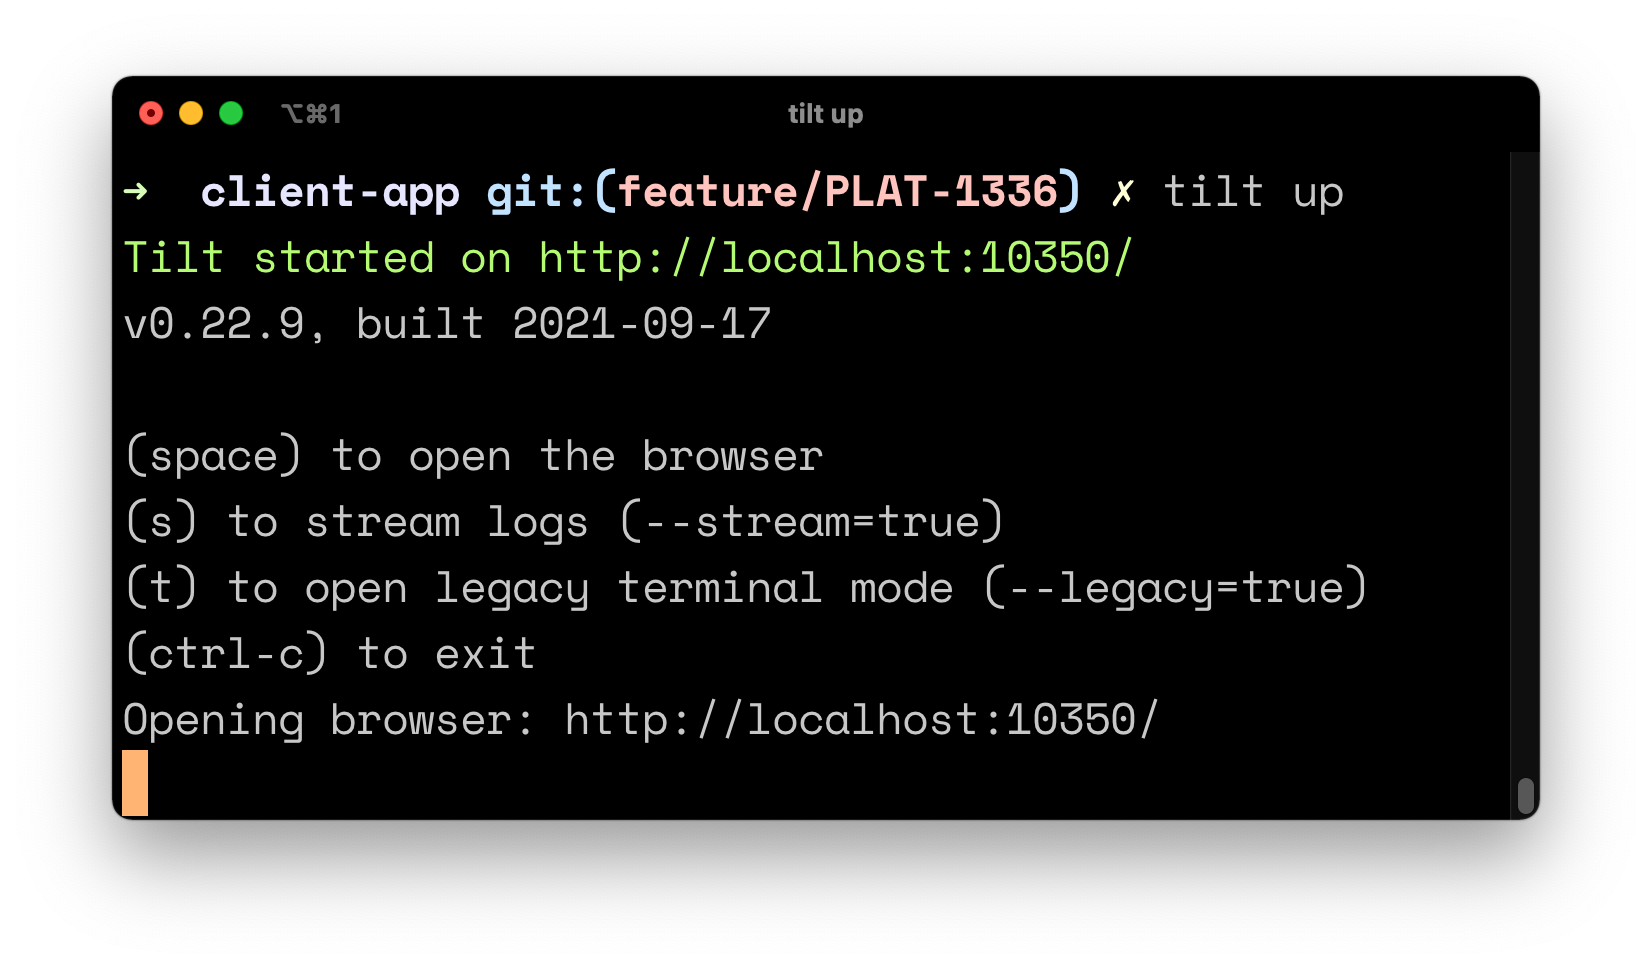 ⌥⌘1 tilt up
➜ client-app git:(feature/PLAT-1336) ✗ tilt up
Tilt started on http://localhost:10350/
v0.22.9, built 2021-09-17
(space) to open the browser
(s) to stream logs (--stream=true)
(t) to open legacy terminal mode (--legacy=true)
(ctrl-c) to exit
Opening browser: http://localhost:10350/